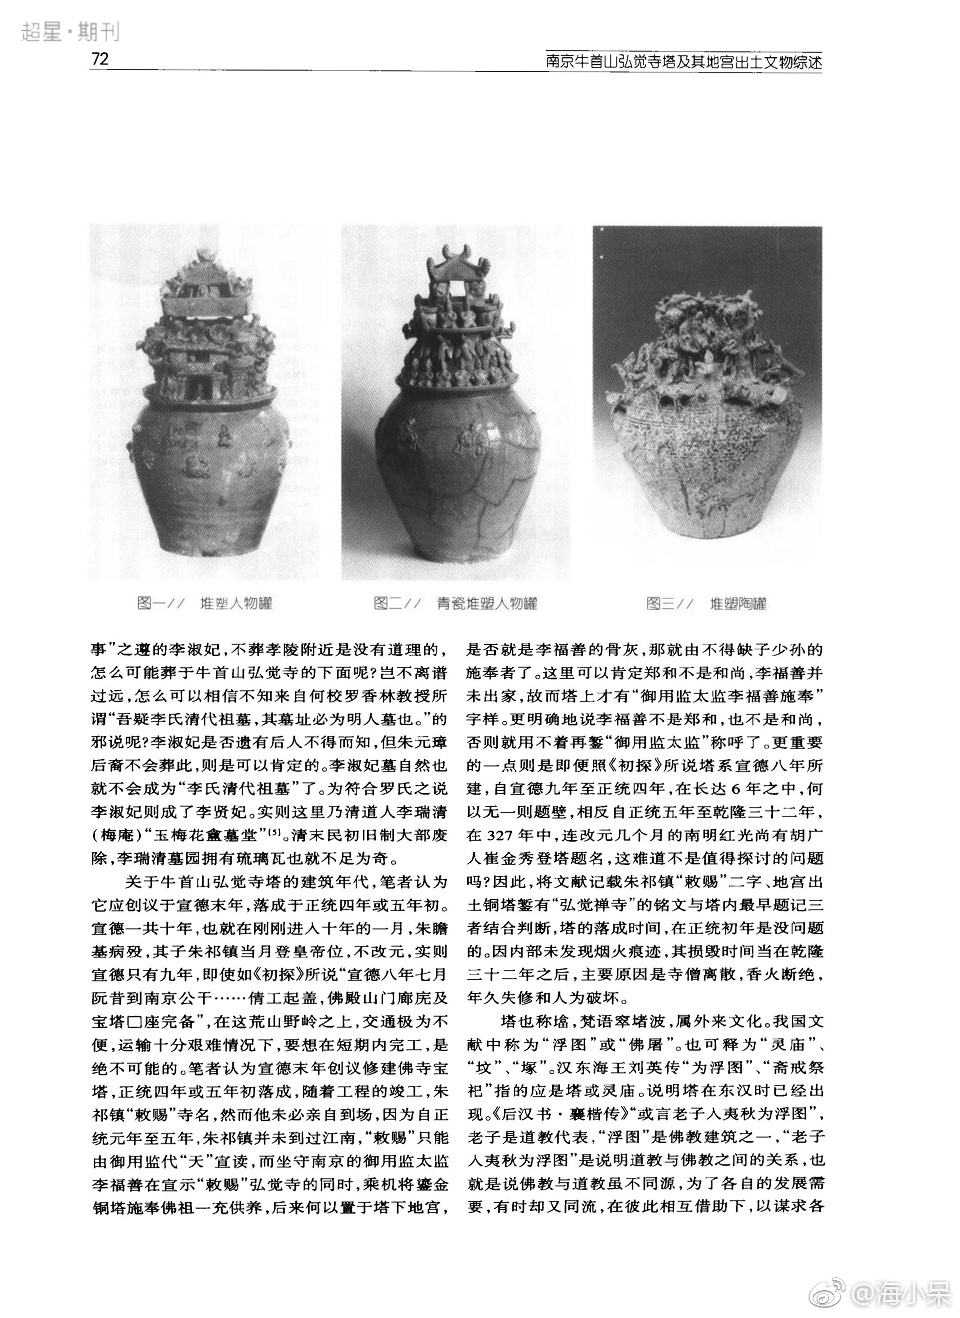 超星·期刊
72
南京牛首山弘觉寺塔及其地宫出土文物综述
图一// 堆塑人物罐
图二// 青瓷堆塑人物罐
图三// 堆塑陶罐
事”之遵的李淑妃，不葬孝陵附近是没有道理的，
怎么可能葬于牛首山弘觉寺的下面呢？岂不离谱
过远，怎么可以相信不知来自何校罗香林教授所
谓“吾疑李氏清代祖墓，其墓址必为明人墓也。”的
邪说呢？李淑妃是否遗有后人不得而知，但朱元璋
后裔不会葬此，则是可以肯定的。李淑妃墓自然也
就不会成为“李氏清代祖墓”了。为符合罗氏之说
李淑妃则成了李贤妃。实则这里乃清道人李瑞清
（梅庵）“玉梅花盦墓堂”〔5〕。清末民初旧制大部废
除，李瑞清墓园拥有琉璃瓦也就不足为奇。
关于牛首山弘觉寺塔的建筑年代，笔者认为
它应创议于宣德末年，落成于正统四年或五年初。
宣德一共十年，也就在刚刚进入十年的一月，朱瞻
基病殁，其子朱祁镇当月登皇帝位，不改元，实则
宣德只有九年，即使如《初探》所说“宣德八年七月
阮昔到南京公干……倩工起盖，佛殿山门廊庑及
宝塔□座完备”，在这荒山野岭之上，交通极为不
便，运输十分艰难情况下，要想在短期内完工，是
绝不可能的。笔者认为宣德末年创议修建佛寺宝
塔，正统四年或五年初落成，随着工程的竣工，朱
祁镇“敕赐”寺名，然而他未必亲自到场，因为自正
统元年至五年，朱祁镇并未到过江南，“敕赐”只能
由御用监代“天”宣读，而坐守南京的御用监太监
李福善在宣示“敕赐”弘觉寺的同时，乘机将鎏金
铜塔施奉佛祖一充供养，后来何以置于塔下地宫，
是否就是李福善的骨灰，那就由不得缺子少孙的
施奉者了。这里可以肯定郑和不是和尚，李福善并
未出家，故而塔上才有“御用监太监李福善施奉”
字样。更明确地说李福善不是郑和，也不是和尚，
否则就用不着再錾“御用监太监”称呼了。更重要
的一点则是即便照《初探》所说塔系宣德八年所
建，自宣德九年至正统四年，在长达 6 年之中，何
以无一则题壁，相反自正统五年至乾隆三十二年，
在 327 年中，连改元几个月的南明红光尚有胡广
人崔金秀登塔题名，这难道不是值得探讨的问题
吗？因此，将文献记载朱祁镇“敕赐”二字、地宫出
土铜塔錾有“弘觉禅寺”的铭文与塔内最早题记三
者结合判断，塔的落成时间，在正统初年是没问题
的。因内部未发现烟火痕迹，其损毁时间当在乾隆
三十二年之后，主要原因是寺僧离散，香火断绝，
年久失修和人为破坏。
塔也称墖，梵语窣堵波，属外来文化。我国文
献中称为“浮图”或“佛屠”。也可释为“灵庙”、
“坟”、“塚”。汉东海王刘英传“为浮图”、“斋戒祭
祀”指的应是塔或灵庙。说明塔在东汉时已经出
现。《后汉书·襄楷传》“或言老子入夷秋为浮图”，
老子是道教代表，“浮图”是佛教建筑之一，“老子
入夷秋为浮图”是说明道教与佛教之间的关系，也
就是说佛教与道教虽不同源，为了各自的发展需
要，有时却又同流，在彼此相互借助下，以谋求各
@海小呆